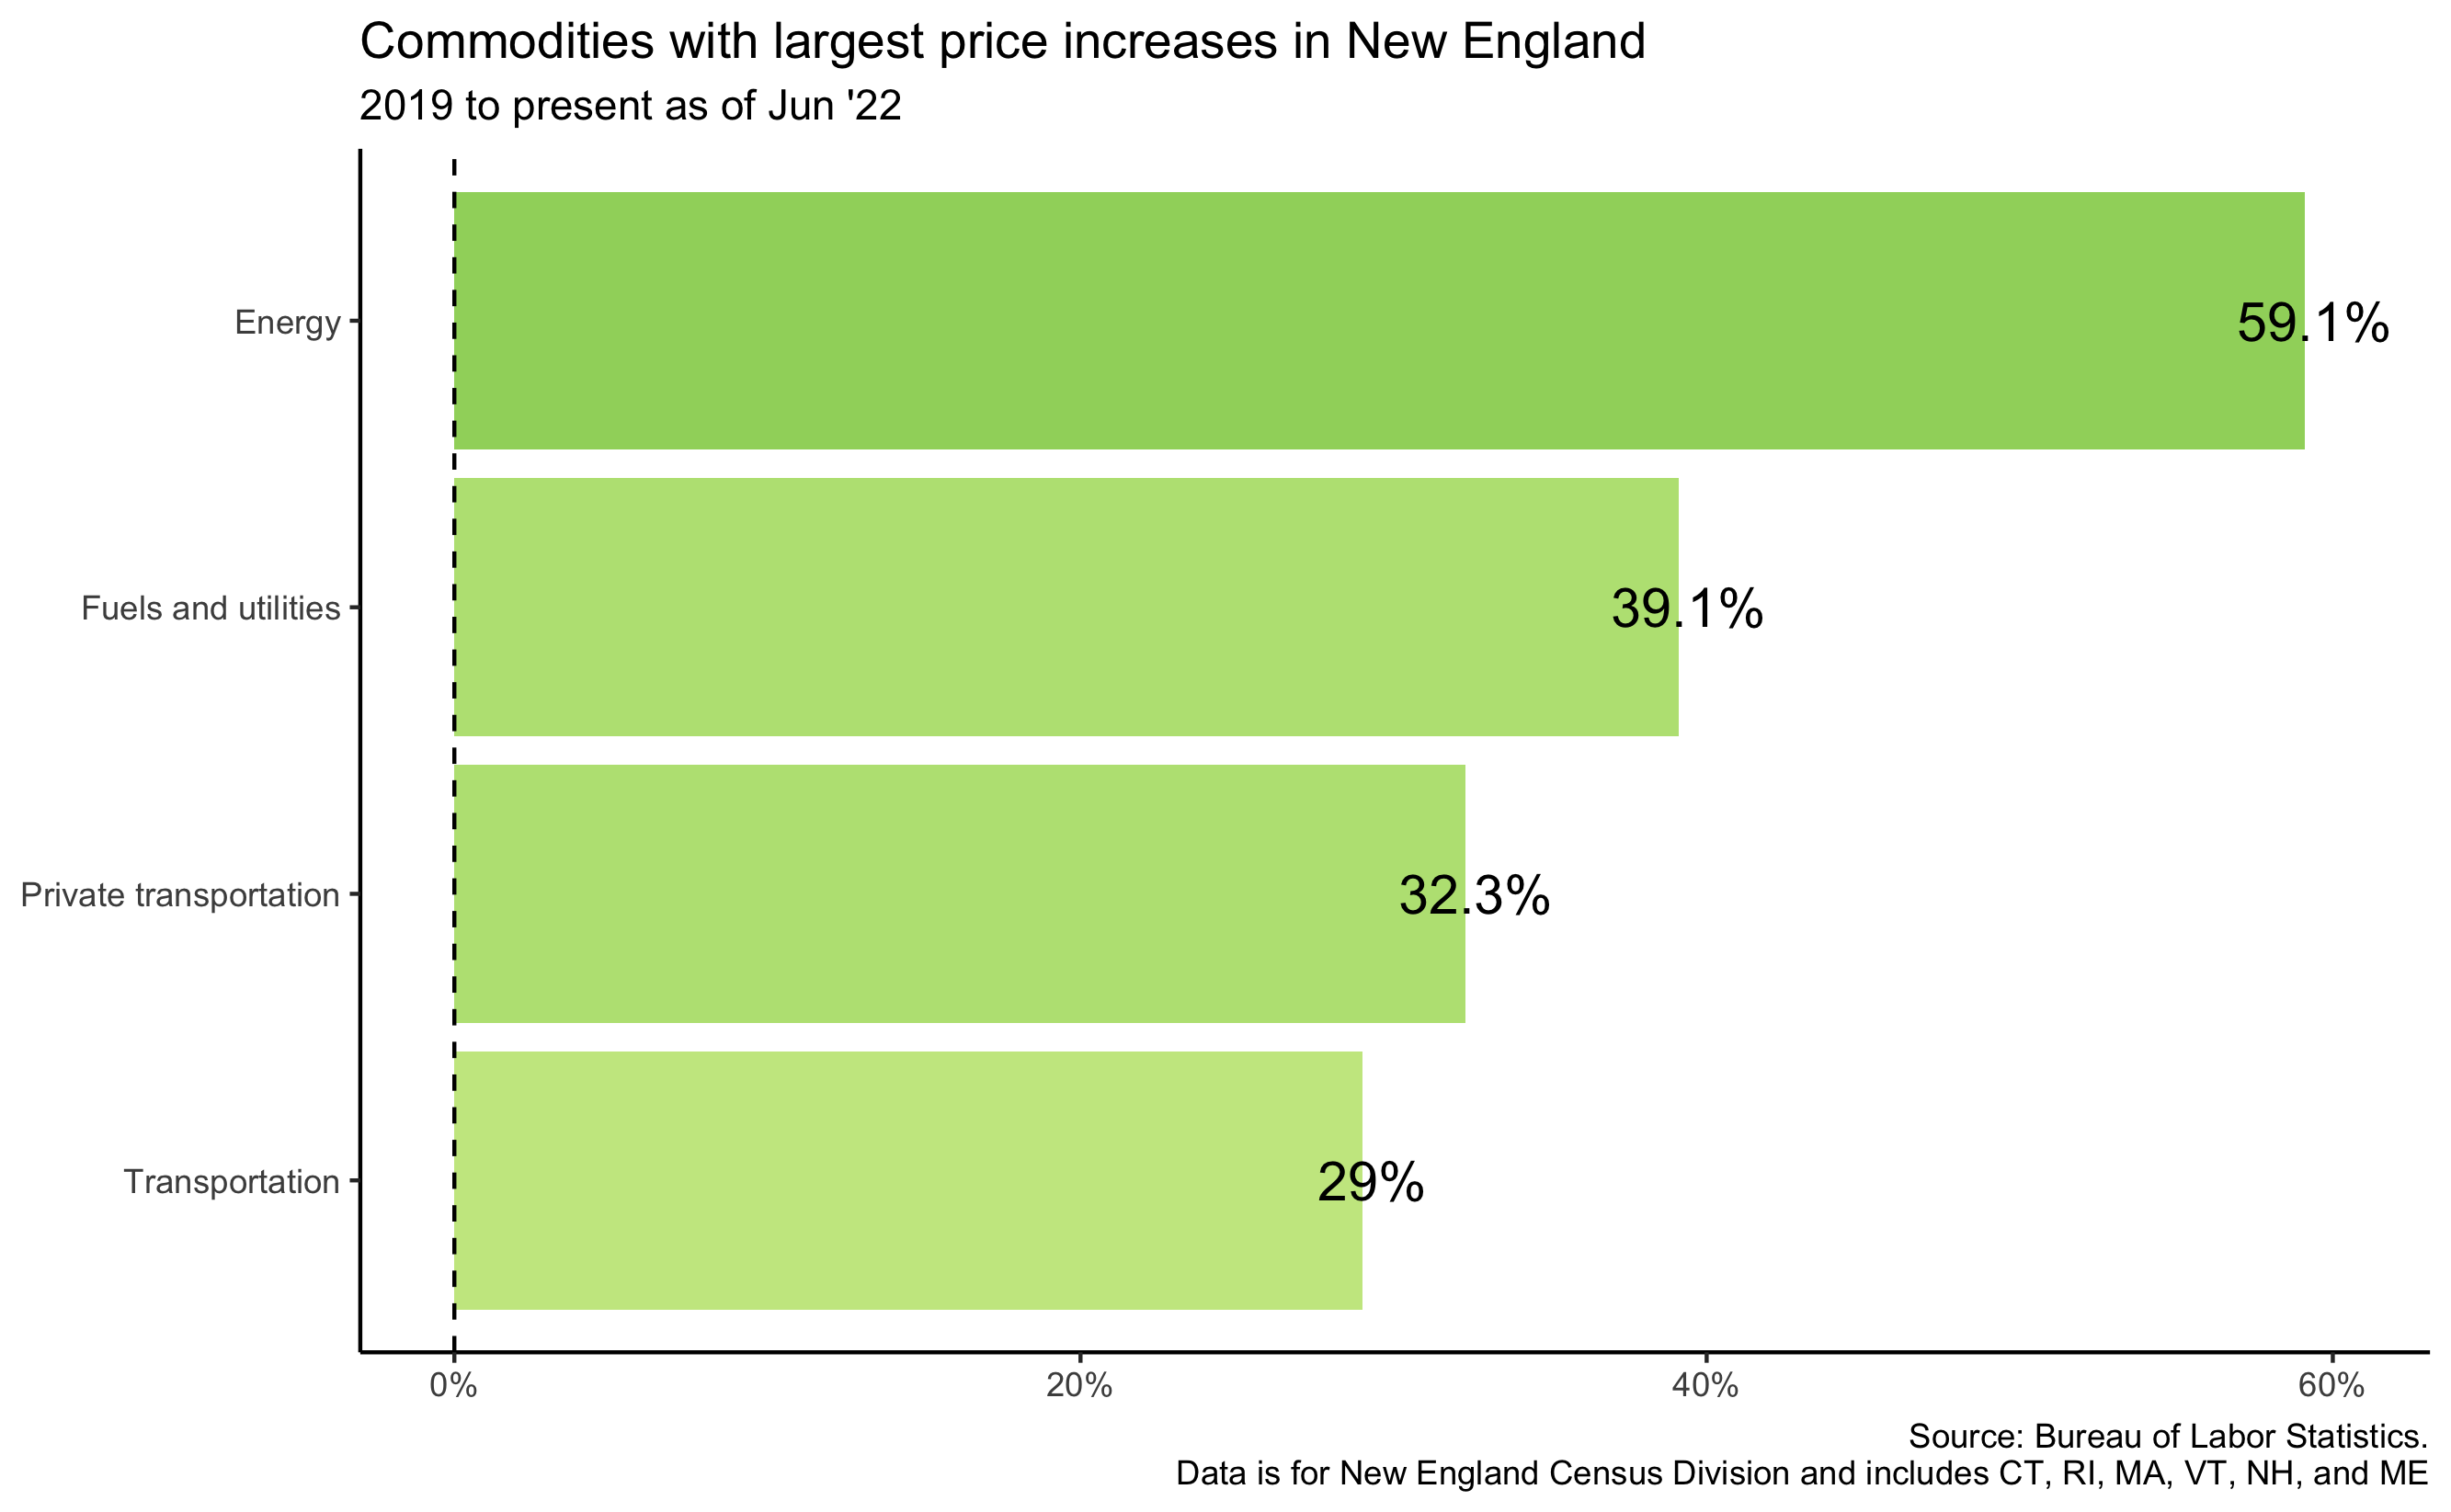 Commodities with largest price increases in New England
2019 to present as of Jun '22
Energy
59.1%
Fuels and utilities
39.1%
Private transportation
32.3%
Transportation
29%
0%
20%
40%
60%
Source: Bureau of Labor Statistics.
Data is for New England Census Division and includes CT, RI, MA, VT, NH, and ME